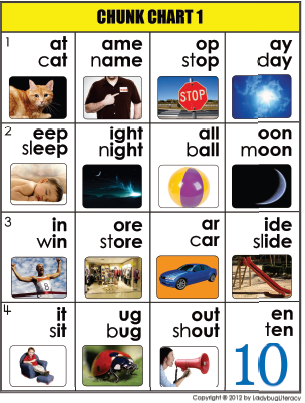 CHUNK CHART 1
1 at ame op ay
cat name stop day
STOP
2 eep ight all oon
sleep night ball moon
3 in ore ar ide
win store car slide
8
4 it ug out en
sit bug shout ten
10
Copyright © 2012 by LadybugLiteracy